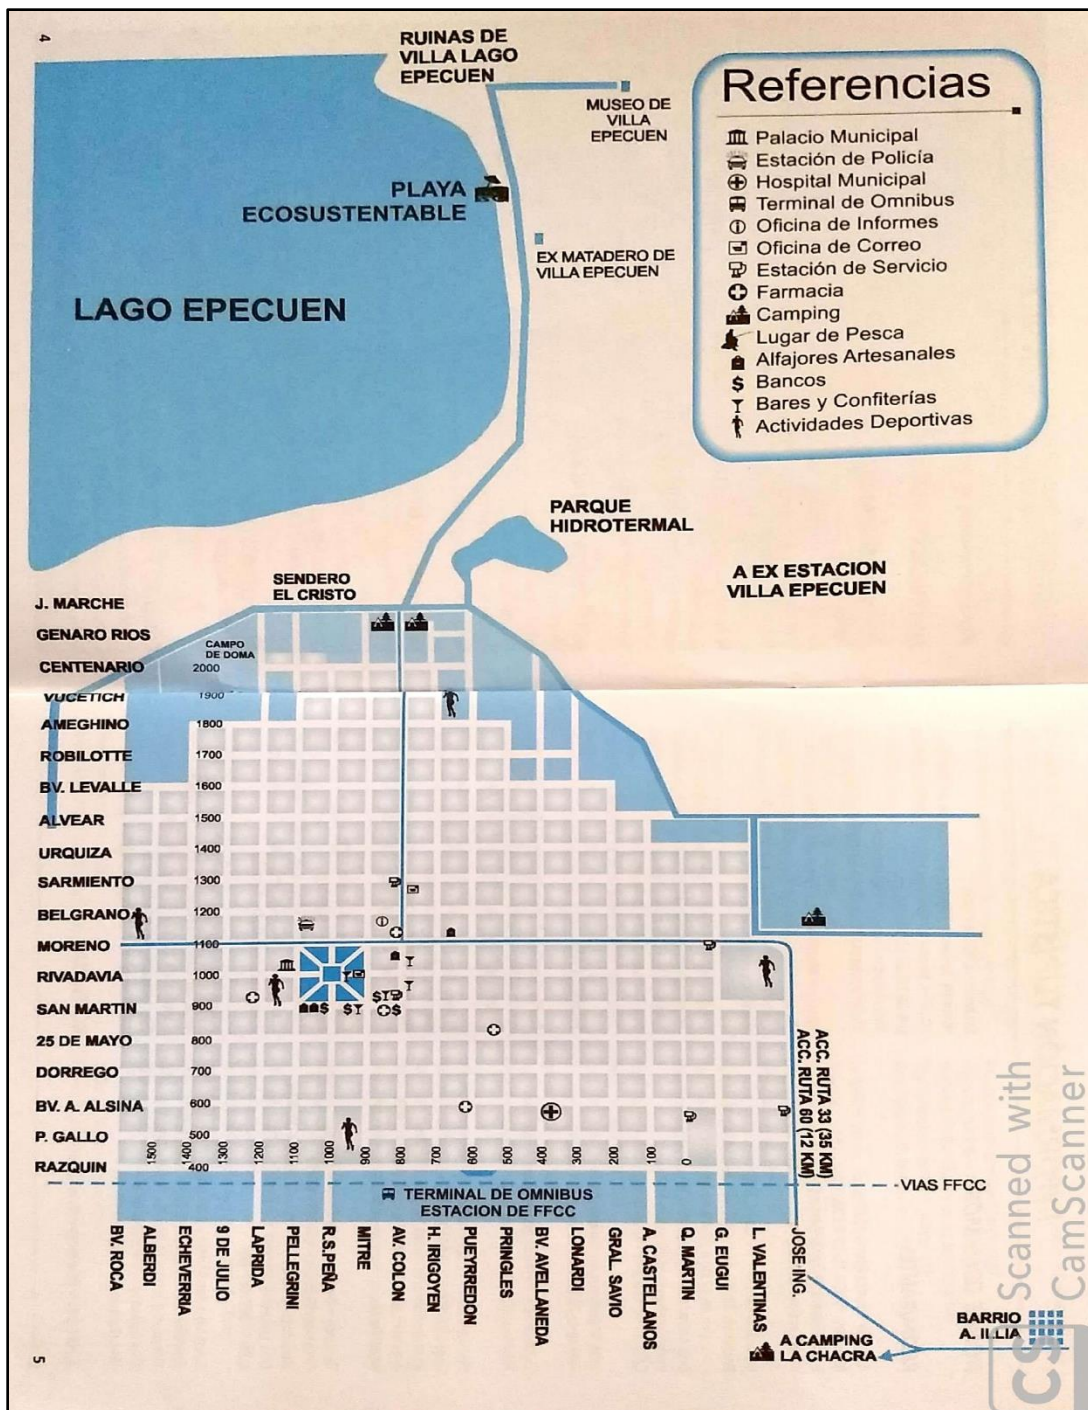 4
RUINAS DE
VILLA LAGO
EPECUEN
MUSEO DE
VILLA
EPECUEN
Referencias
Palacio Municipal
Estación de Policía
Hospital Municipal
Terminal de Omnibus
Oficina de Informes
Oficina de Correo
Estación de Servicio
Farmacia
Camping
Lugar de Pesca
Alfajores Artesanales
$ Bancos
Bares y Confiterías
Actividades Deportivas
PLAYA
ECOSUSTENTABLE
EX MATADERO DE
VILLA EPECUEN
LAGO EPECUEN
PARQUE
HIDROTERMAL
A EX ESTACION
VILLA EPECUEN
SENDERO
EL CRISTO
CAMPO
DE DOMA
J. MARCHE
GENARO RIOS
CENTENARIO 2000
VUCETICH 1900
AMEGHINO 1800
ROBILOTTE 1700
BV. LEVALLE 1600
ALVEAR 1500
URQUIZA 1400
SARMIENTO 1300
BELGRANO 1200
MORENO 1100
RIVADAVIA 1000
SAN MARTIN 900
25 DE MAYO 800
DORREGO 700
BV. A. ALSINA 600
P. GALLO 500
RAZQUIN 400
1500
1400
1300
1200
1100
1000
900
800
700
600
500
400
300
200
100
0
ACC. RUTA 33 (35 KM)
ACC. RUTA 60 (12 KM)
VIAS FFCC
TERMINAL DE OMNIBUS
ESTACION DE FFCC
BV. ROCA
ALBERDI
ECHEVERRIA
9 DE JULIO
LAPRIDA
PELLEGRINI
R.S.PEÑA
MITRE
AV. COLON
H. IRIGOYEN
PUEYRREDON
PRINGLES
BV. AVELLANEDA
LONARDI
GRAL. SAVIO
A. CASTELLANOS
Q. MARTIN
G. EUGUI
L. VALENTINAS
JOSE ING.
BARRIO
A. ILLIA
A CAMPING
LA CHACRA
5
CS
Scanned with
CamScanner